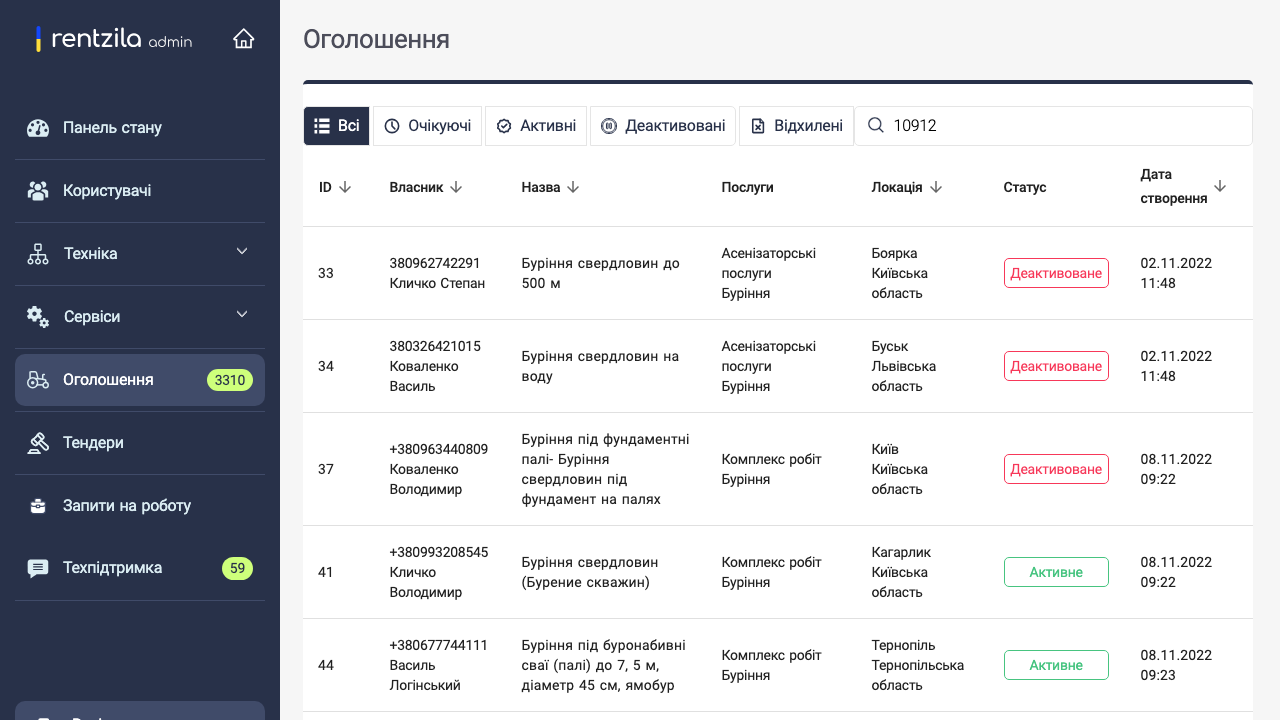 rentzila admin
Панель стану
Користувачі
Техніка
Сервіси
Оголошення 3310
Тендери
Запити на роботу
Техпідтримка 59
Оголошення
Всі Очікуючі Активні Деактивовані Відхилені 10912
ID Власник Назва Послуги Локація Статус Дата створення
33
380962742291
Кличко Степан
Буріння свердловин до
500 м
Асенізаторські
послуги
Буріння
Боярка
Київська
область
Деактивоване
02.11.2022
11:48
34
380326421015
Коваленко
Василь
Буріння свердловин на
воду
Асенізаторські
послуги
Буріння
Буськ
Львівська
область
Деактивоване
02.11.2022
11:48
37
+380963440809
Коваленко
Володимир
Буріння під фундаментні
палі- Буріння
свердловин під
фундамент на палях
Комплекс робіт
Буріння
Київ
Київська
область
Деактивоване
08.11.2022
09:22
41
+380993208545
Кличко
Володимир
Буріння свердловин
(Бурение скважин)
Комплекс робіт
Буріння
Кагарлик
Київська
область
Активне
08.11.2022
09:22
44
+380677744111
Василь
Логінський
Буріння під буронабивні
сваї (палі) до 7, 5 м,
діаметр 45 см, ямобур
Комплекс робіт
Буріння
Тернопіль
Тернопільська
область
Активне
08.11.2022
09:23